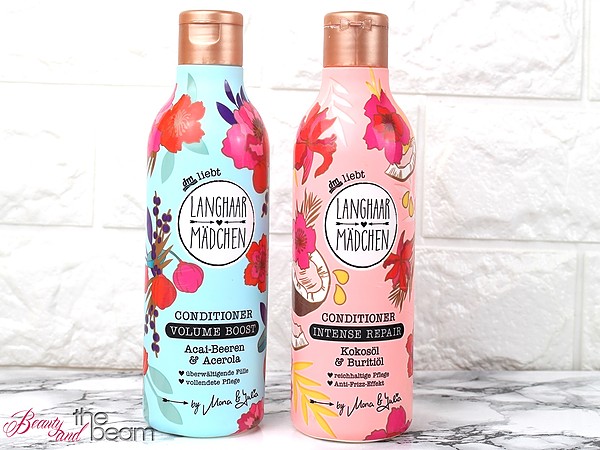 dm liebt
LANGHAAR
MÄDCHEN
CONDITIONER
VOLUME BOOST
Acai-Beeren
& Acerola
♥ überwältigende Fülle
♥ vollendete Pflege
by Mona & Julia
dm liebt
LANGHAAR
MÄDCHEN
CONDITIONER
INTENSE REPAIR
Kokosöl
& Buritiöl
♥ reichhaltige Pflege
♥ Anti-Frizz-Effekt
by Mona & Julia
Beauty and the beam